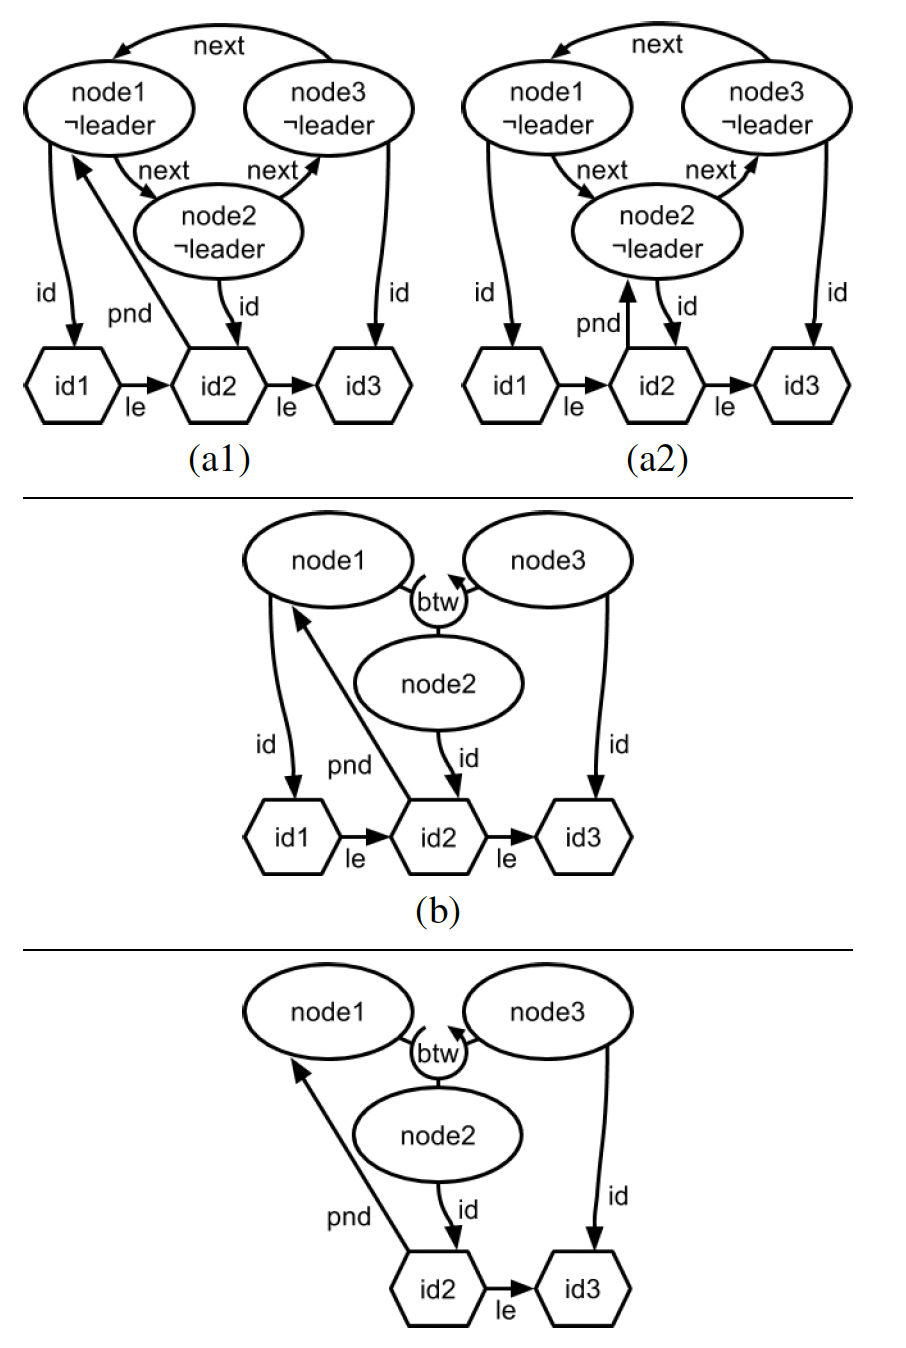 next
next
node1
¬leader
node3
¬leader
node1
¬leader
node3
¬leader
next
next
next
next
node2
¬leader
node2
¬leader
id
pnd
id
id
id
pnd
id
id
id1
id2
id3
id1
id2
id3
le
le
le
le
(a1)
(a2)
node1
node3
btw
node2
id
pnd
id
id
id1
id2
id3
le
le
(b)
node1
node3
btw
node2
pnd
id
id
id2
id3
le